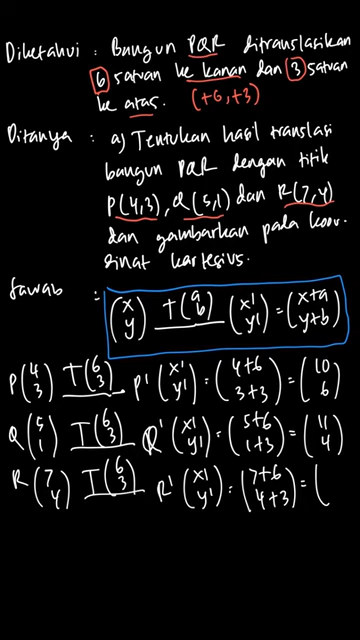 Diketahui : Bangun PQR ditranslasikan
6 satuan ke kanan dan 3 satuan
ke atas. (+6, +3)
Ditanya : a) Tentukan hasil translasi
bangun PQR dengan titik
P(4,3), Q(5,1) dan R(7,4)
dan gambarkan pada koor-
dinat kartesius.
Jawab :
(x y) T(a b) (x' y') = (x+a y+b)
P(4 3) T(6 3) P'(x' y') = (4+6 3+3) = (10 6)
Q(5 1) T(6 3) Q'(x' y') = (5+6 1+3) = (11 4)
R(7 4) T(6 3) R'(x' y') = (7+6 4+3) = (